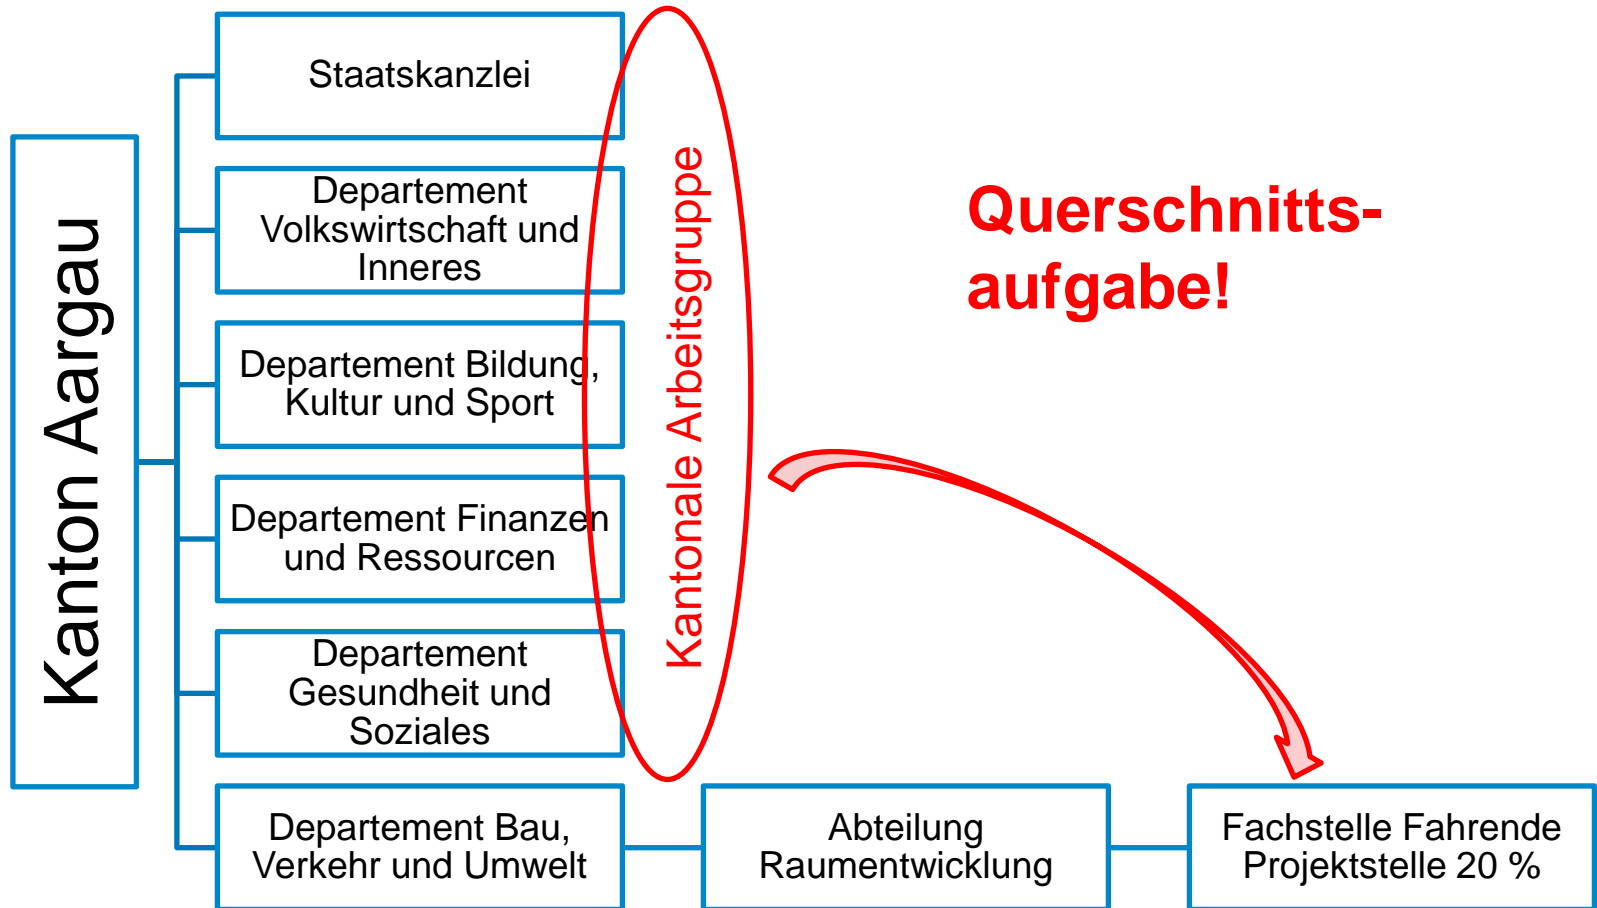 Kanton Aargau
Staatskanzlei
Departement
Volkswirtschaft und
Inneres
Departement Bildung,
Kultur und Sport
Departement Finanzen
und Ressourcen
Departement
Gesundheit und
Soziales
Departement Bau,
Verkehr und Umwelt
Kantonale Arbeitsgruppe
Querschnitts-
aufgabe!
Abteilung
Raumentwicklung
Fachstelle Fahrende
Projektstelle 20 %